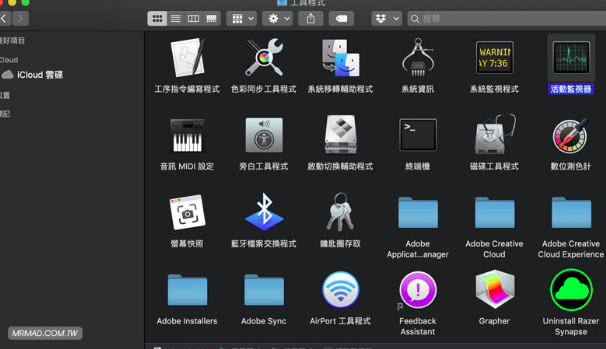 工具程式
搜尋
喜好項目
iCloud
iCloud 雲碟
位置
標記
WARNIN
AY 7:36
工序指令編寫程式
色彩同步工具程式
系統移轉輔助程式
系統資訊
系統監視程式
活動監視器
音訊 MIDI 設定
旁白工具程式
啟動切換輔助程式
終端機
磁碟工具程式
數位測色計
螢幕快照
藍牙檔案交換程式
鑰匙圈存取
Adobe
Applicat...anager
Adobe Creative
Cloud
Adobe Creative
Cloud Experience
Adobe Installers
Adobe Sync
AirPort 工具程式
Feedback
Assistant
Grapher
Uninstall Razer
Synapse
MRMAD.COM.TW